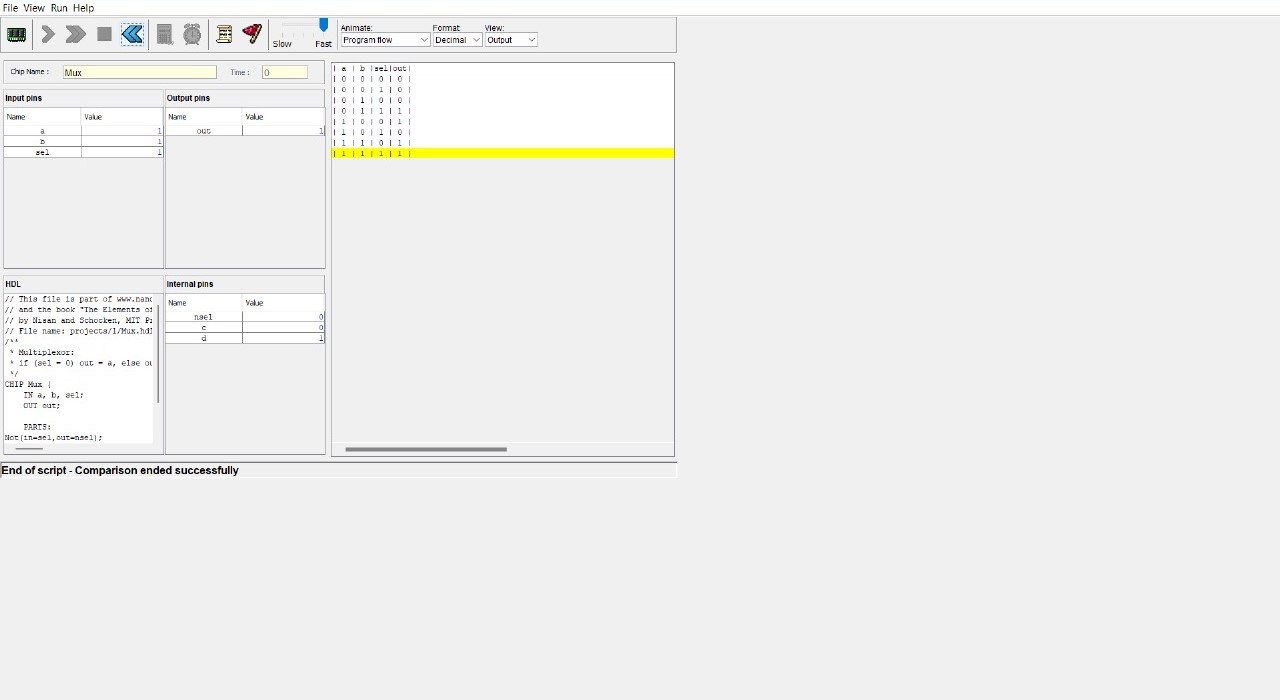 File View Run Help
Slow Fast
Animate: Format: View:
Program flow Decimal Output
Chip Name : Mux Time : 0
Input pins
Name Value
a 1
b 1
sel 1
Output pins
Name Value
out 1
HDL
// This file is part of www.nand
// and the book "The Elements of
// by Nisan and Schocken, MIT Pr
// File name: projects/1/Mux.hdl
/**
* Multiplexor:
* if (sel = 0) out = a, else ou
*/
CHIP Mux {
IN a, b, sel;
OUT out;
PARTS:
Not(in=sel,out=nsel);
Internal pins
Name Value
nsel 0
c 0
d 1
| a | b |sel|out|
| 0 | 0 | 0 | 0 |
| 0 | 0 | 1 | 0 |
| 0 | 1 | 0 | 0 |
| 0 | 1 | 1 | 1 |
| 1 | 0 | 0 | 1 |
| 1 | 0 | 1 | 0 |
| 1 | 1 | 0 | 1 |
| 1 | 1 | 1 | 1 |
End of script - Comparison ended successfully